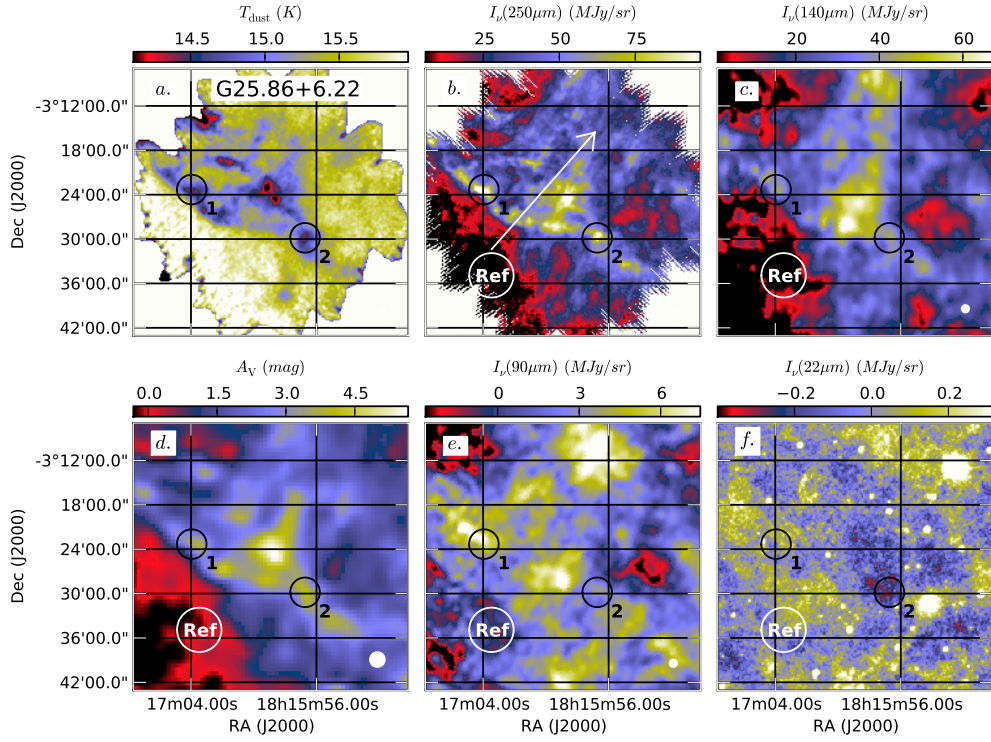 T_dust (K)
14.5 15.0 15.5
a.
G25.86+6.22
-3°12'00.0"
18'00.0"
24'00.0"
30'00.0"
36'00.0"
42'00.0"
Dec (J2000)
1
2
I_ν(250μm) (MJy/sr)
25 50 75
b.
1
2
Ref
I_ν(140μm) (MJy/sr)
20 40 60
c.
1
2
Ref
A_V (mag)
0.0 1.5 3.0 4.5
d.
-3°12'00.0"
18'00.0"
24'00.0"
30'00.0"
36'00.0"
42'00.0"
Dec (J2000)
1
2
Ref
17m04.00s 18h15m56.00s
RA (J2000)
I_ν(90μm) (MJy/sr)
0 3 6
e.
1
2
Ref
17m04.00s 18h15m56.00s
RA (J2000)
I_ν(22μm) (MJy/sr)
−0.2 0.0 0.2
f.
1
2
Ref
17m04.00s 18h15m56.00s
RA (J2000)